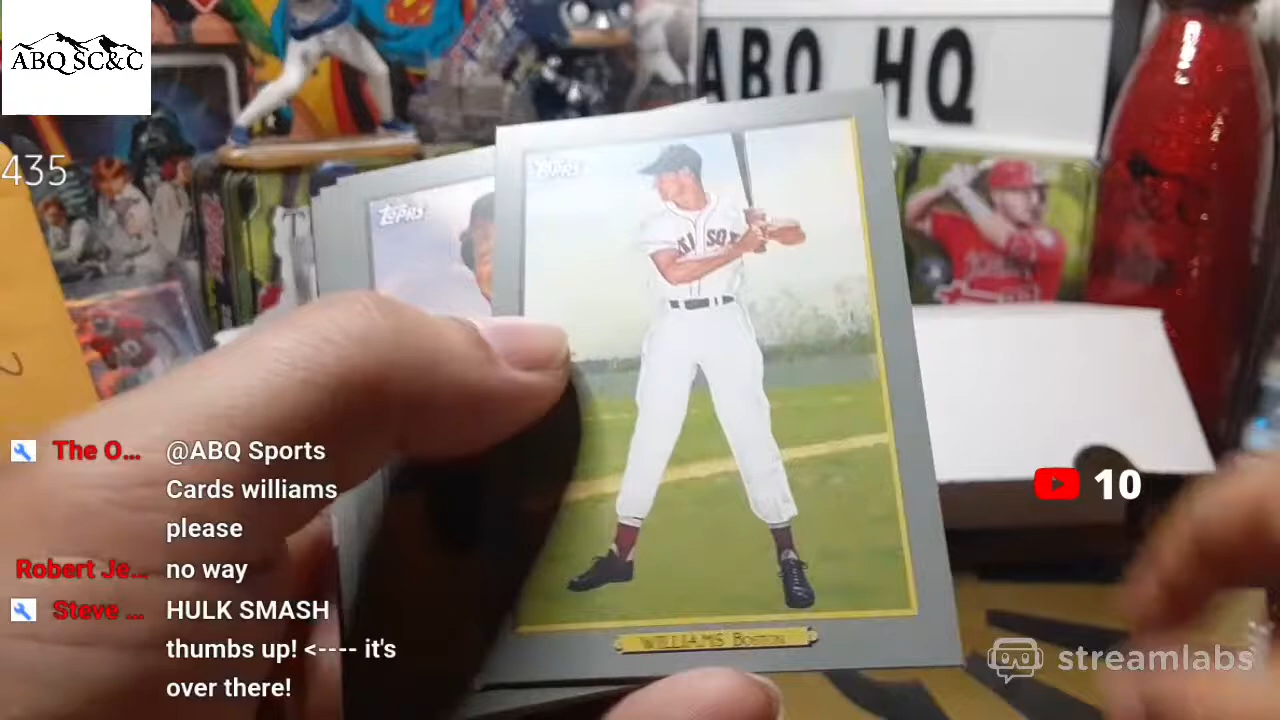 ABQ SC&C
ABQ HQ
435
Topps
Topps
SOX
WILLIAMS BOSTON
The O... @ABQ Sports
Cards williams
please
Robert Je... no way
Steve ... HULK SMASH
thumbs up! <---- it's
over there!
10
streamlabs